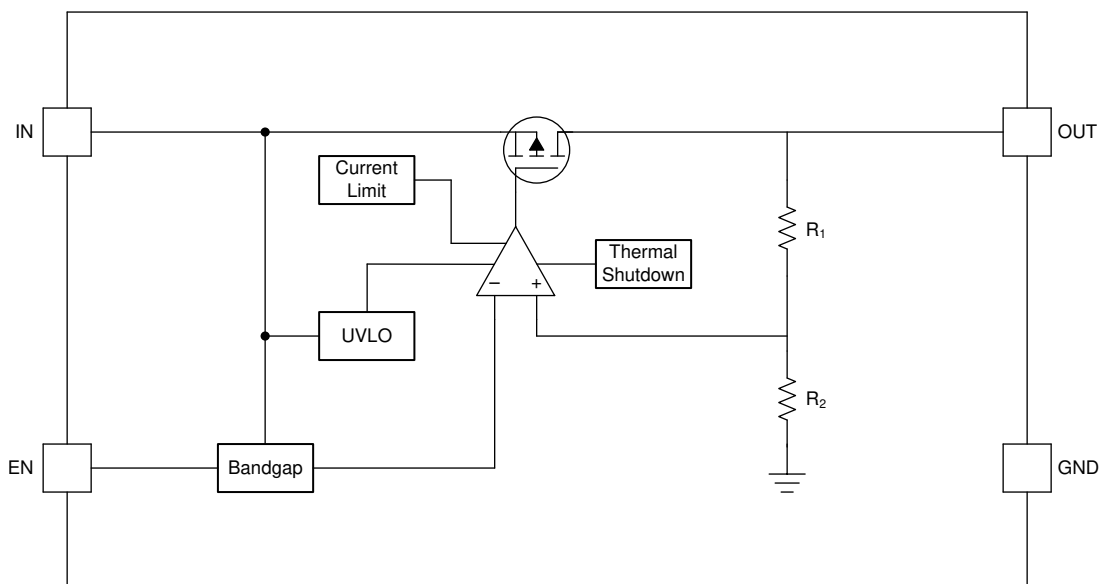 IN
OUT
Current
Limit
R1
Thermal
Shutdown
− +
UVLO
R2
EN
Bandgap
GND